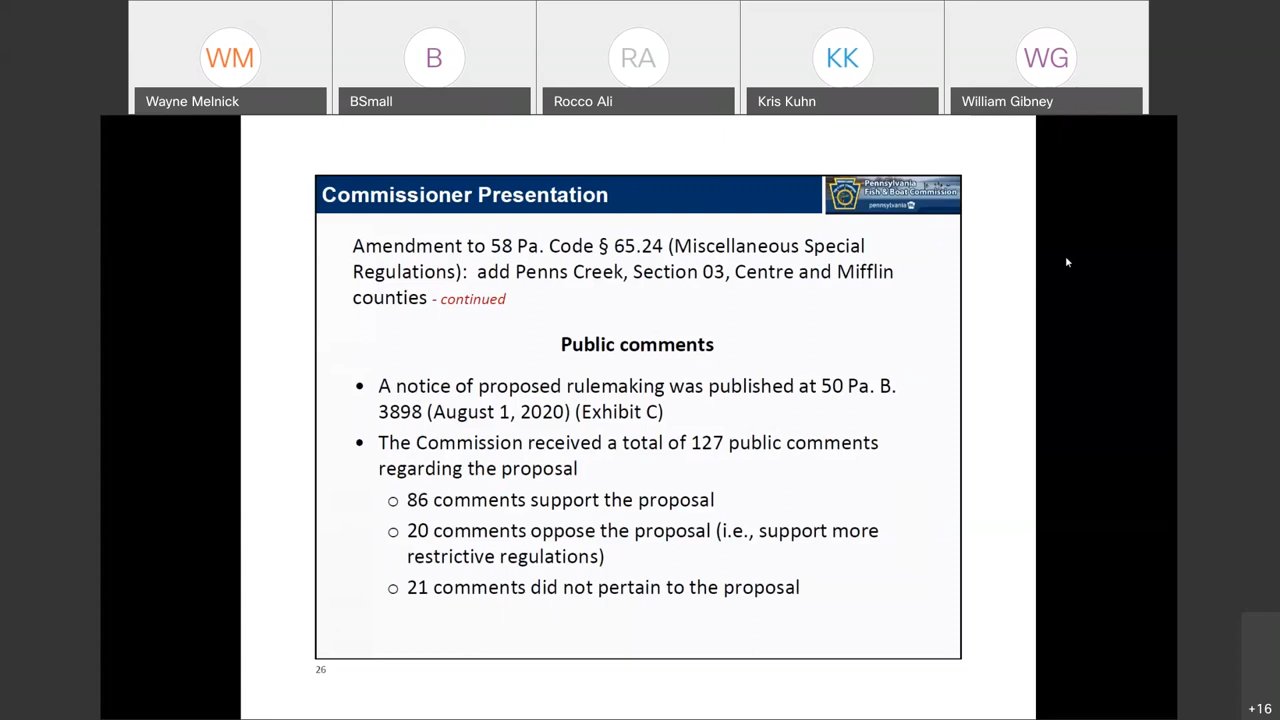 WM
B
RA
KK
WG
Wayne Melnick
BSmall
Rocco Ali
Kris Kuhn
William Gibney
Commissioner Presentation
Pennsylvania
Fish & Boat Commission
pennsylvania
Amendment to 58 Pa. Code § 65.24 (Miscellaneous Special
Regulations): add Penns Creek, Section 03, Centre and Mifflin
counties - continued
Public comments
• A notice of proposed rulemaking was published at 50 Pa. B.
3898 (August 1, 2020) (Exhibit C)
• The Commission received a total of 127 public comments
regarding the proposal
o 86 comments support the proposal
o 20 comments oppose the proposal (i.e., support more
restrictive regulations)
o 21 comments did not pertain to the proposal
26
+16